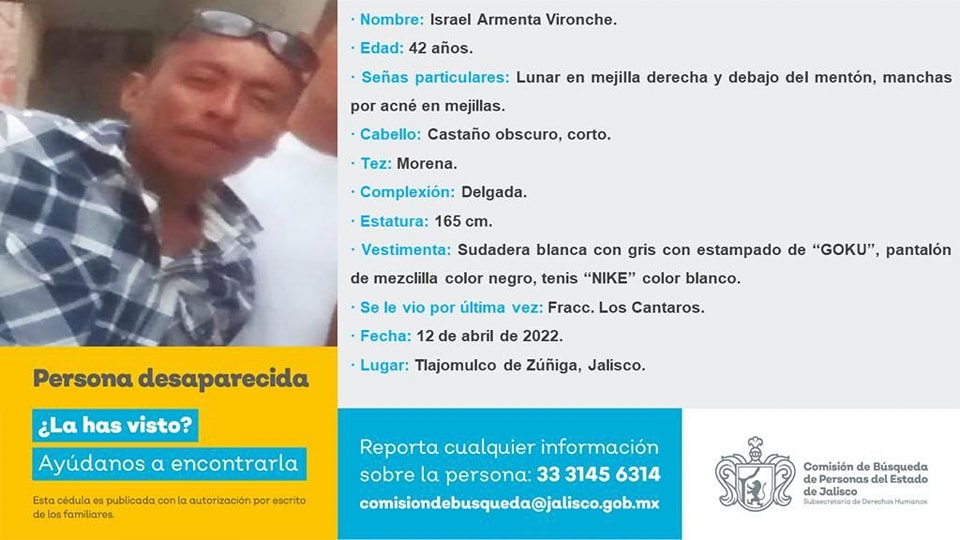 · Nombre: Israel Armenta Vironche.
· Edad: 42 años.
· Señas particulares: Lunar en mejilla derecha y debajo del mentón, manchas
por acné en mejillas.
· Cabello: Castaño obscuro, corto.
· Tez: Morena.
· Complexión: Delgada.
· Estatura: 165 cm.
· Vestimenta: Sudadera blanca con gris con estampado de “GOKU”, pantalón
de mezclilla color negro, tenis “NIKE” color blanco.
· Se le vio por última vez: Fracc. Los Cantaros.
· Fecha: 12 de abril de 2022.
· Lugar: Tlajomulco de Zúñiga, Jalisco.
Persona desaparecida
¿La has visto?
Ayúdanos a encontrarla
Esta cédula es publicada con la autorización por escrito
de los familiares.
Reporta cualquier información
sobre la persona: 33 3145 6314
comisiondebusqueda@jalisco.gob.mx
Comisión de Búsqueda
de Personas del Estado
de Jalisco
Subsecretaría de Derechos Humanos